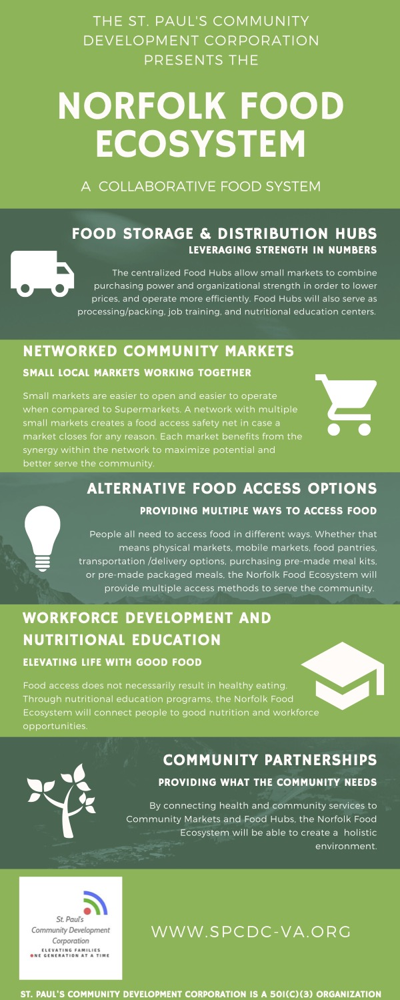 THE ST. PAUL'S COMMUNITY
DEVELOPMENT CORPORATION
PRESENTS THE
NORFOLK FOOD
ECOSYSTEM
A COLLABORATIVE FOOD SYSTEM
FOOD STORAGE & DISTRIBUTION HUBS
LEVERAGING STRENGTH IN NUMBERS
The centralized Food Hubs allow small markets to combine
purchasing power and organizational strength in order to lower
prices, and operate more efficiently. Food Hubs will also serve as
processing/packing, job training, and nutritional education centers.
NETWORKED COMMUNITY MARKETS
SMALL LOCAL MARKETS WORKING TOGETHER
Small markets are easier to open and easier to operate
when compared to Supermarkets. A network with multiple
small markets creates a food access safety net in case a
market closes for any reason. Each market benefits from the
synergy within the network to maximize potential and
better serve the community.
ALTERNATIVE FOOD ACCESS OPTIONS
PROVIDING MULTIPLE WAYS TO ACCESS FOOD
People all need to access food in different ways. Whether that
means physical markets, mobile markets, food pantries,
transportation /delivery options, purchasing pre-made meal kits,
or pre-made packaged meals, the Norfolk Food Ecosystem will
provide multiple access methods to serve the community.
WORKFORCE DEVELOPMENT AND
NUTRITIONAL EDUCATION
ELEVATING LIFE WITH GOOD FOOD
Food access does not necessarily result in healthy eating.
Through nutritional education programs, the Norfolk Food
Ecosystem will connect people to good nutrition and workforce
opportunities.
COMMUNITY PARTNERSHIPS
PROVIDING WHAT THE COMMUNITY NEEDS
By connecting health and community services to
Community Markets and Food Hubs, the Norfolk Food
Ecosystem will be able to create a holistic
environment.
St. Paul's
Community Development
Corporation
ELEVATING FAMILIES
ONE GENERATION AT A TIME
WWW.SPCDC-VA.ORG
ST. PAUL'S COMMUNITY DEVELOPMENT CORPORATION IS A 501(C)(3) ORGANIZATION